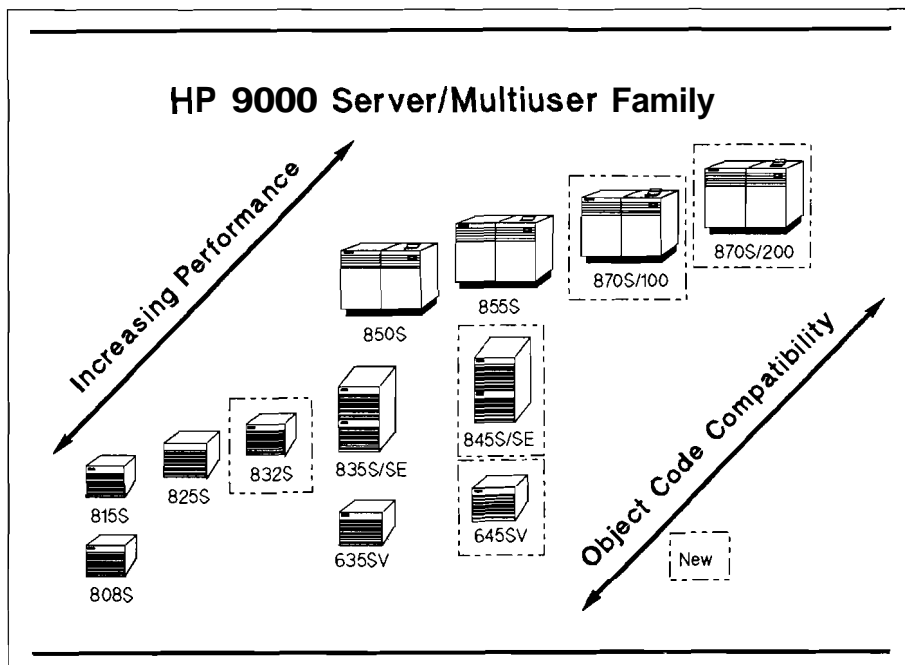 HP 9000 Server/Multiuser Family
Increasing Performance
870S/200
870S/100
855S
850S
Object Code Compatibility
845S/SE
835S/SE
832S
825S
815S
645SV
635SV
808S
New